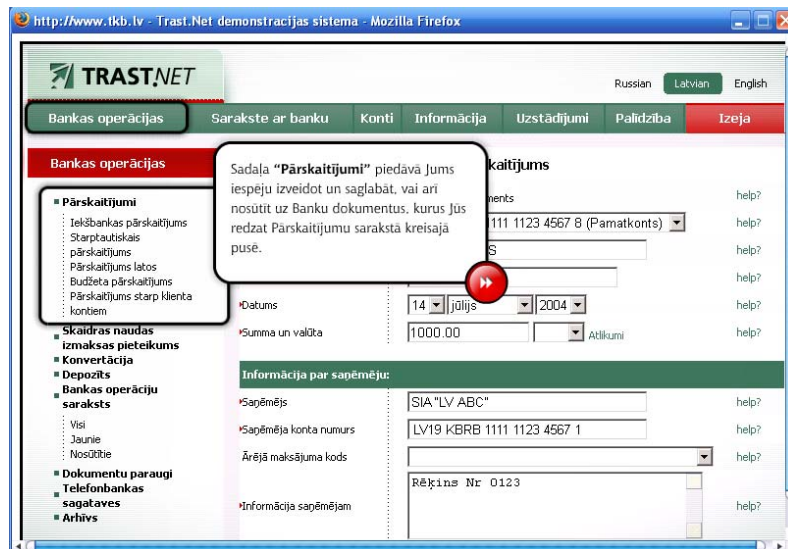 http://www.tkb.lv - Trast.Net demonstracijas sistema - Mozilla Firefox
TRAST.NET
Russian Latvian English
Bankas operācijas Sarakste ar banku Konti Informācija Uzstādījumi Palīdzība Izeja
Bankas operācijas
Pārskaitījumi
Iekšbankas pārskaitījums
Starptautiskais
pārskaitījums
Pārskaitījums latos
Budžeta pārskaitījums
Pārskaitījums starp klienta
kontiem
Skaidras naudas
izmaksas pieteikums
Konvertācija
Depozīts
Bankas operāciju
saraksts
Visi
Jaunie
Nosūtītie
Dokumentu paraugi
Telefonbankas
sagataves
Arhīvs
Sadaļa "Pārskaitījumi" piedāvā Jums
iespēju izveidot un saglabāt, vai arī
nosūtīt uz Banku dokumentus, kurus Jūs
redzat Pārskaitījumu sarakstā kreisajā
pusē.
kaitījums
ments help?
111 1123 4567 8 (Pamatkonts) help?
S help?
help?
Datums 14 jūlijs 2004 help?
Summa un valūta 1000.00 Atlikumi help?
Informācija par saņēmēju:
Saņēmējs SIA"LV ABC" help?
Saņēmēja konta numurs LV19 KBRB 1111 1123 4567 1 help?
Ārējā maksājuma kods help?
Rēķins Nr 0123
Informācija saņēmējam help?